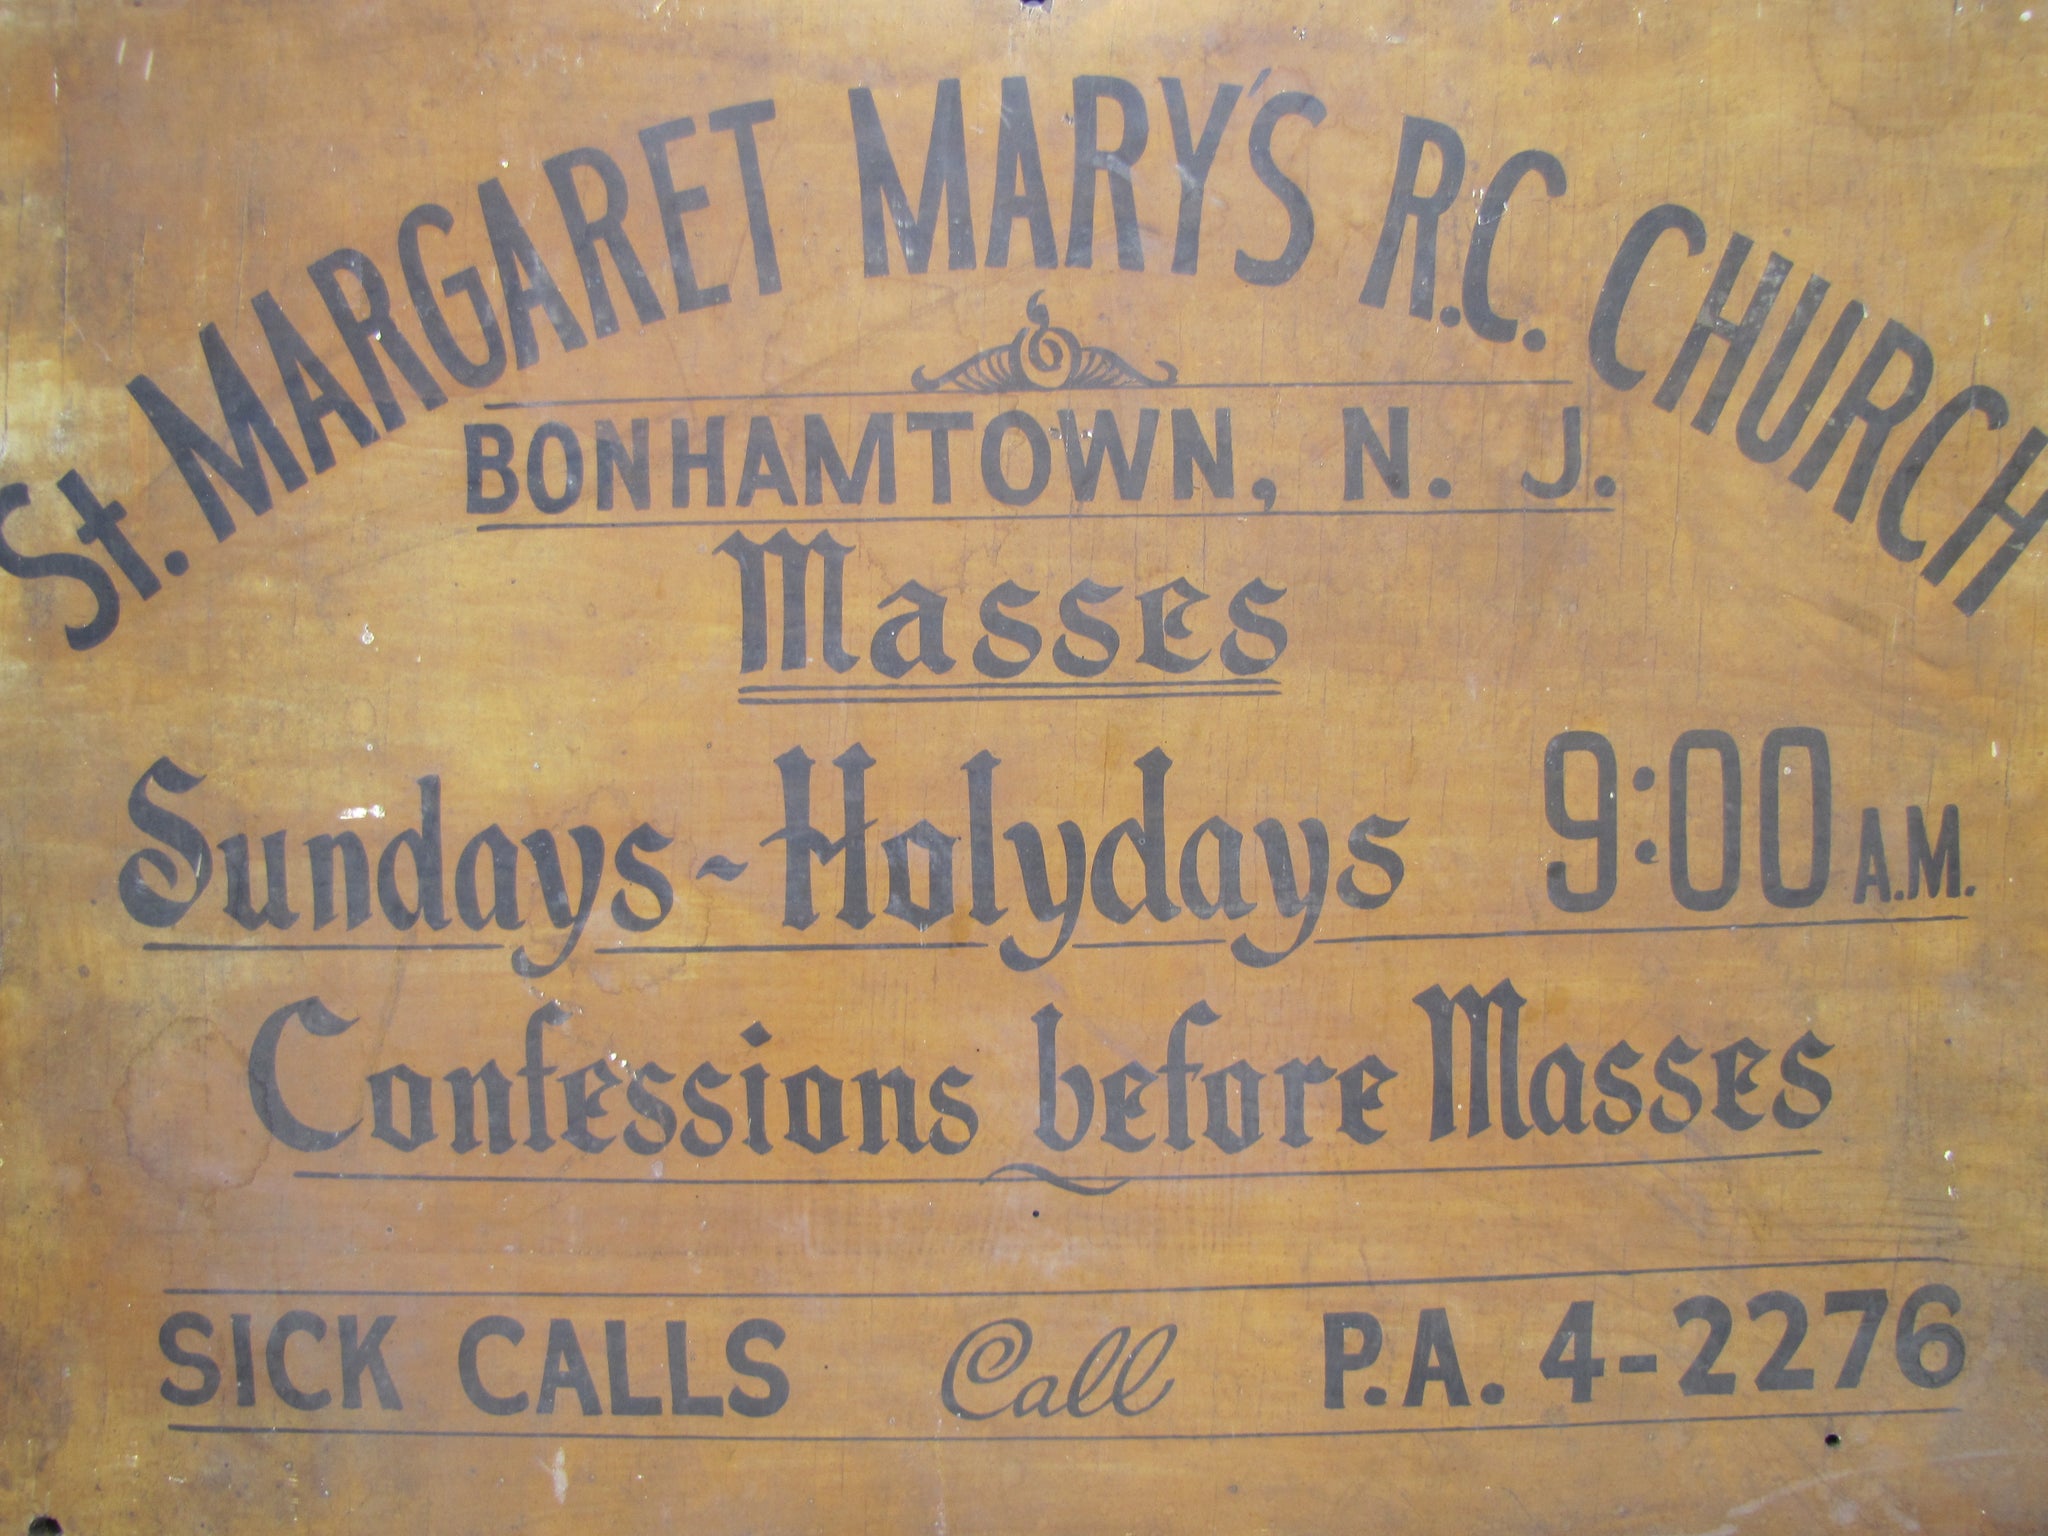 St. MARGARET MARY'S R.C. CHURCH
BONHAMTOWN, N. J.
Masses
Sundays - Holydays 9:00 A.M.
Confessions before Masses
SICK CALLS Call P.A. 4-2276